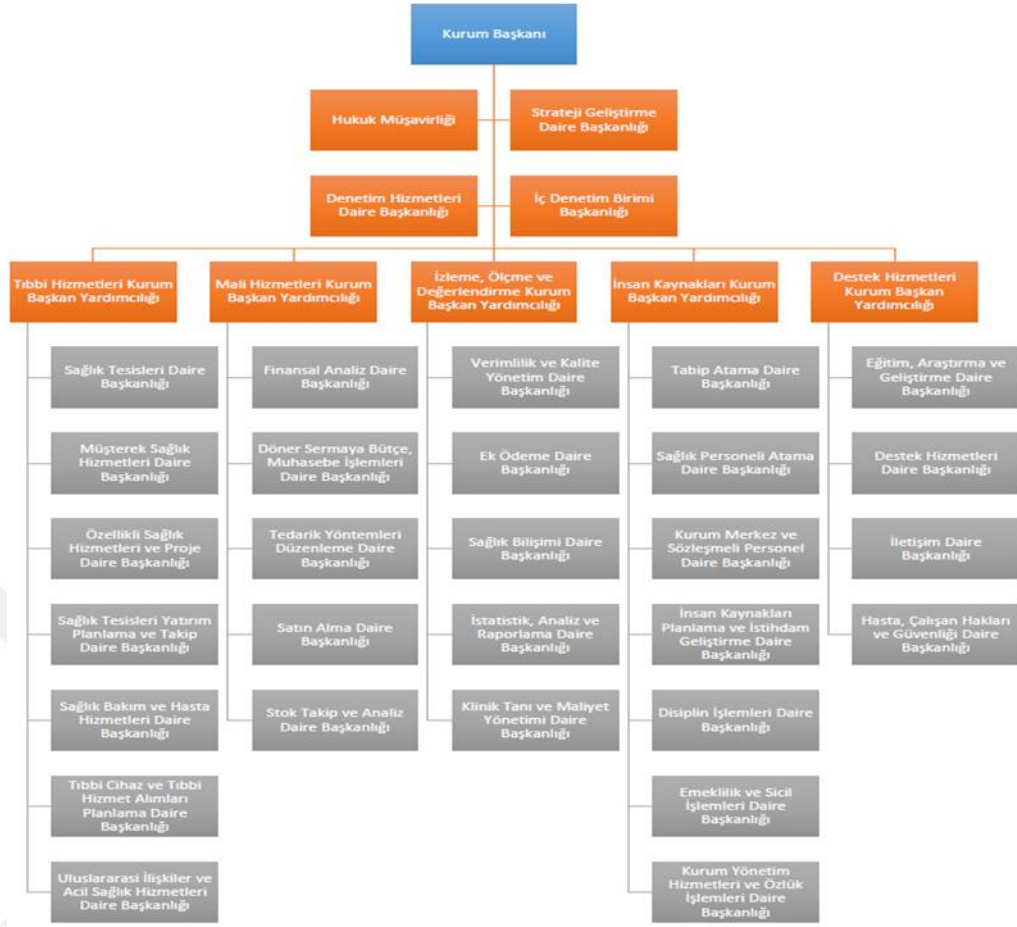 Kurum Başkanı
Hukuk Müşavirliği
Strateji Geliştirme
Daire Başkanlığı
Denetim Hizmetleri
Daire Başkanlığı
İç Denetim Birimi
Başkanlığı
Tıbbi Hizmetleri Kurum
Başkan Yardımcılığı
Mali Hizmetleri Kurum
Başkan Yardımcılığı
İzleme, Ölçme ve
Değerlendirme Kurum
Başkan Yardımcılığı
İnsan Kaynakları Kurum
Başkan Yardımcılığı
Destek Hizmetleri
Kurum Başkan
Yardımcılığı
Sağlık Tesisleri Daire
Başkanlığı
Müşterek Sağlık
Hizmetleri Daire
Başkanlığı
Özellikli Sağlık
Hizmetleri ve Proje
Daire Başkanlığı
Sağlık Tesisleri Yatırım
Planlama ve Takip
Daire Başkanlığı
Sağlık Bakım ve Hasta
Hizmetleri Daire
Başkanlığı
Tıbbi Cihaz ve Tıbbi
Hizmet Alımları
Planlama Daire
Başkanlığı
Uluslararası İlişkiler ve
Acil Sağlık Hizmetleri
Daire Başkanlığı
Finansal Analiz Daire
Başkanlığı
Döner Sermaya Bütçe,
Muhasebe İşlemleri
Daire Başkanlığı
Tedarik Yöntemleri
Düzenleme Daire
Başkanlığı
Satın Alma Daire
Başkanlığı
Stok Takip ve Analiz
Daire Başkanlığı
Verimlilik ve Kalite
Yönetim Daire
Başkanlığı
Ek Ödeme Daire
Başkanlığı
Sağlık Bilişimi Daire
Başkanlığı
İstatistik, Analiz ve
Raporlama Daire
Başkanlığı
Klinik Tanı ve Maliyet
Yönetimi Daire
Başkanlığı
Tabip Atama Daire
Başkanlığı
Sağlık Personeli Atama
Daire Başkanlığı
Kurum Merkez ve
Sözleşmeli Personel
Daire Başkanlığı
İnsan Kaynakları
Planlama ve İstihdam
Geliştirme Daire
Başkanlığı
Disiplin İşlemleri Daire
Başkanlığı
Emeklilik ve Sicil
İşlemleri Daire
Başkanlığı
Kurum Yönetim
Hizmetleri ve Özlük
İşlemleri Daire
Başkanlığı
Eğitim, Araştırma ve
Geliştirme Daire
Başkanlığı
Destek Hizmetleri
Daire Başkanlığı
İletişim Daire
Başkanlığı
Hasta, Çalışan Hakları
ve Güvenliği Daire
Başkanlığı